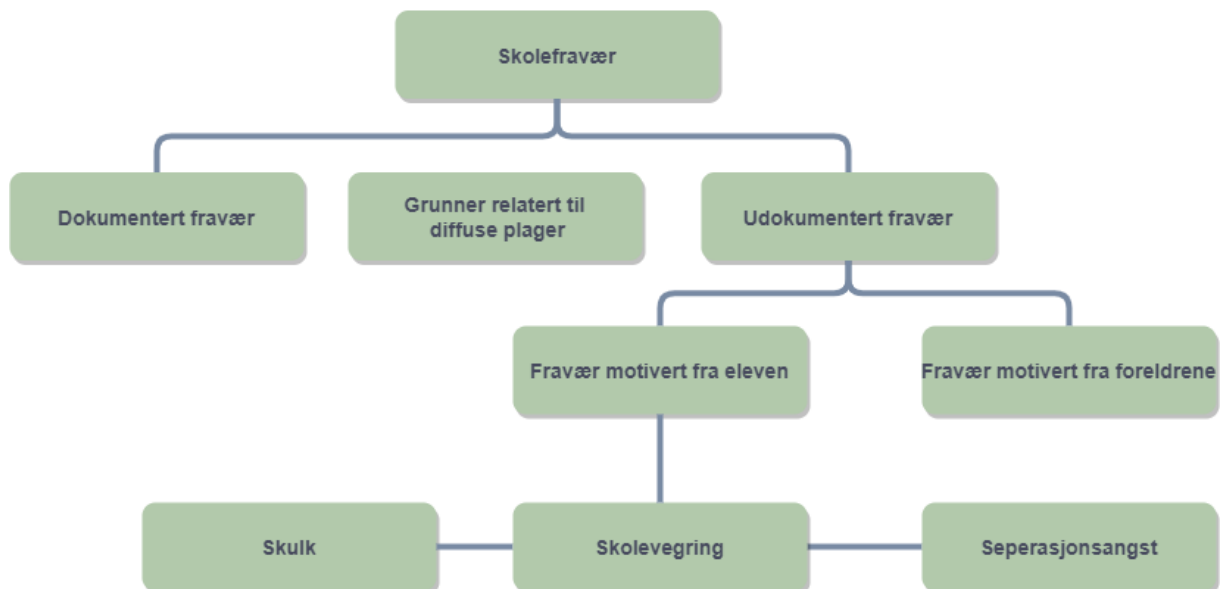 Skolefravær
Dokumentert fravær
Grunner relatert til
diffuse plager
Udokumentert fravær
Fravær motivert fra eleven
Fravær motivert fra foreldrene
Skulk
Skolevegring
Seperasjonsangst